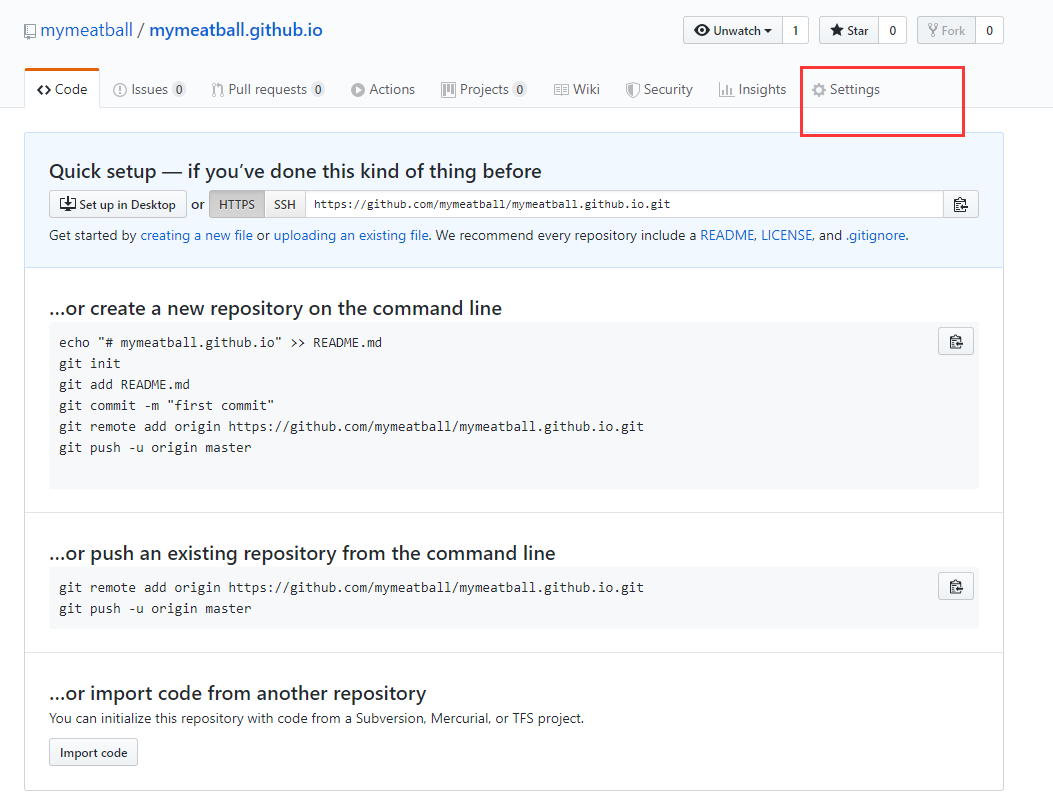 mymeatball / mymeatball.github.io
Unwatch 1 Star 0 Fork 0
Code Issues 0 Pull requests 0 Actions Projects 0 Wiki Security Insights Settings
Quick setup — if you’ve done this kind of thing before
Set up in Desktop or HTTPS SSH https://github.com/mymeatball/mymeatball.github.io.git
Get started by creating a new file or uploading an existing file. We recommend every repository include a README, LICENSE, and .gitignore.
…or create a new repository on the command line
echo "# mymeatball.github.io" >> README.md
git init
git add README.md
git commit -m "first commit"
git remote add origin https://github.com/mymeatball/mymeatball.github.io.git
git push -u origin master
…or push an existing repository from the command line
git remote add origin https://github.com/mymeatball/mymeatball.github.io.git
git push -u origin master
…or import code from another repository
You can initialize this repository with code from a Subversion, Mercurial, or TFS project.
Import code